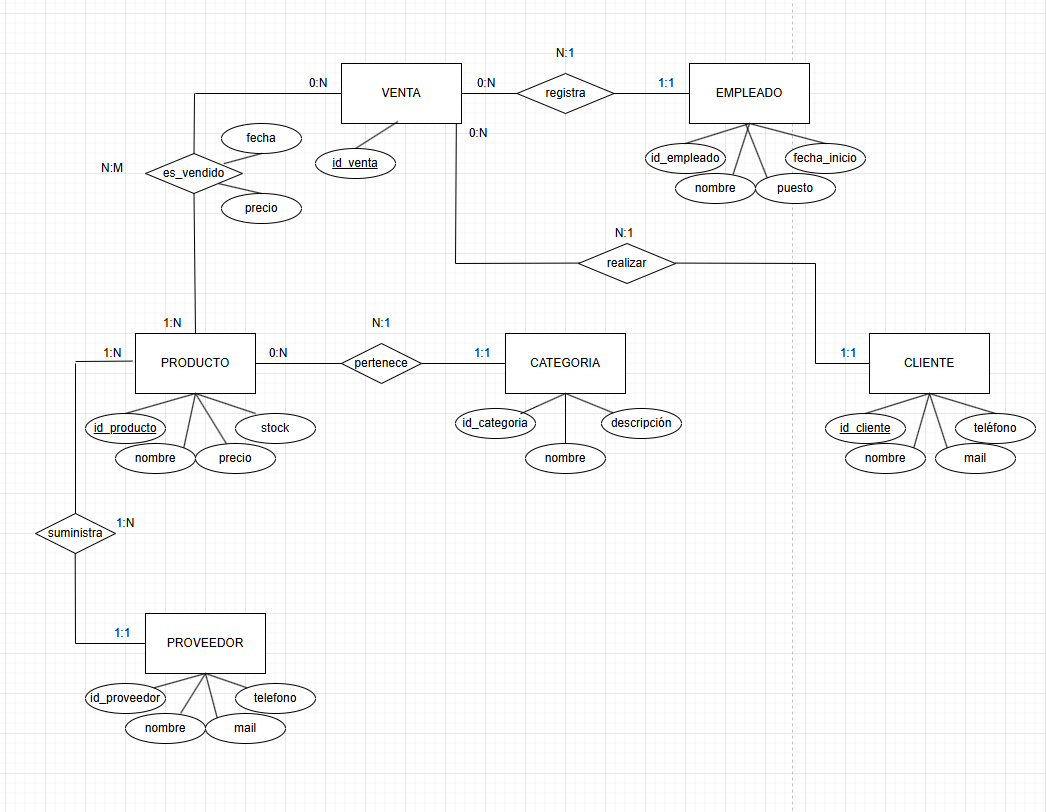 N:1
0:N
VENTA
0:N
registra
1:1
EMPLEADO
0:N
fecha
id_venta
id_empleado
fecha_inicio
N:M
es_vendido
nombre
puesto
precio
N:1
realizar
1:N
N:1
1:N
PRODUCTO
0:N
pertenece
1:1
CATEGORIA
1:1
CLIENTE
id_producto
stock
id_categoria
descripción
id_cliente
teléfono
nombre
precio
nombre
nombre
mail
1:N
suministra
1:1
PROVEEDOR
id_proveedor
telefono
nombre
mail